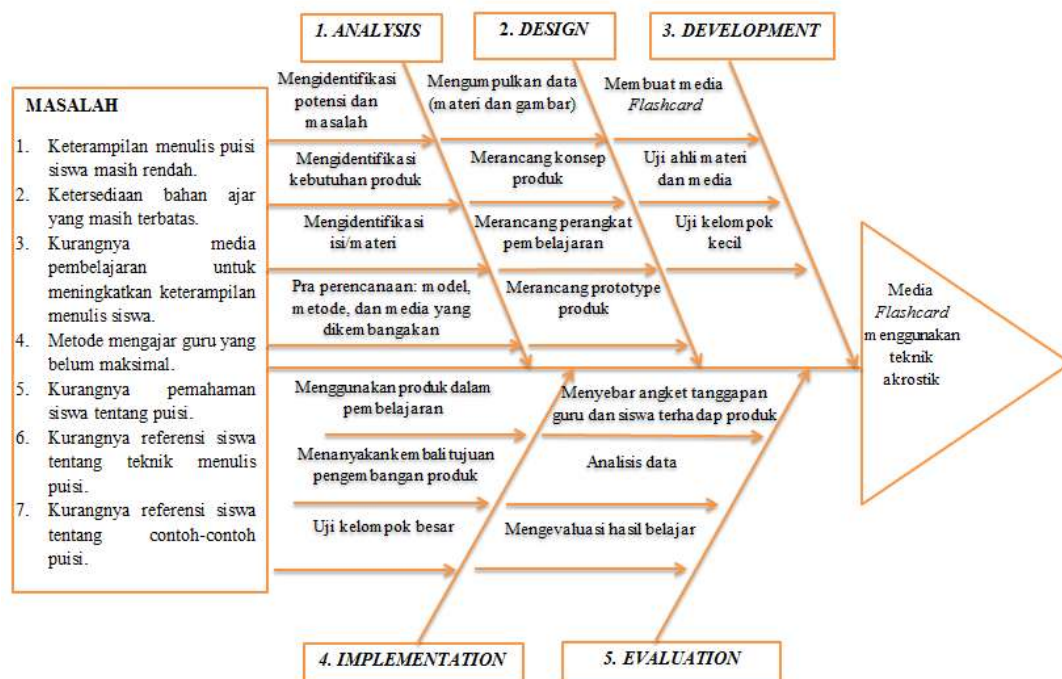 1. ANALYSIS
2. DESIGN
3. DEVELOPMENT
MASALAH
1. Keterampilan menulis puisi
siswa masih rendah.
2. Ketersediaan bahan ajar
yang masih terbatas.
3. Kurangnya media
pembelajaran untuk
meningkatkan keterampilan
menulis siswa.
4. Metode mengajar guru yang
belum maksimal.
5. Kurangnya pemahaman
siswa tentang puisi.
6. Kurangnya referensi siswa
tentang teknik menulis
puisi.
7. Kurangnya referensi siswa
tentang contoh-contoh
puisi.
Mengidentifikasi
potensi dan
masalah
Mengidentifikasi
kebutuhan produk
Mengidentifikasi
isi/materi
Pra perencanaan: model,
metode, dan media yang
dikembangakan
Mengumpulkan data
(materi dan gambar)
Merancang konsep
produk
Merancang perangkat
pembelajaran
Merancang prototype
produk
Membuat media
Flashcard
Uji ahli materi
dan media
Uji kelompok
kecil
Menggunakan produk dalam
pembelajaran
Menanyakan kembali tujuan
pengembangan produk
Uji kelompok besar
Menyebar angket tanggapan
guru dan siswa terhadap produk
Analisis data
Mengevaluasi hasil belajar
4. IMPLEMENTATION
5. EVALUATION
Media
Flashcard
menggunakan
teknik
akrostik